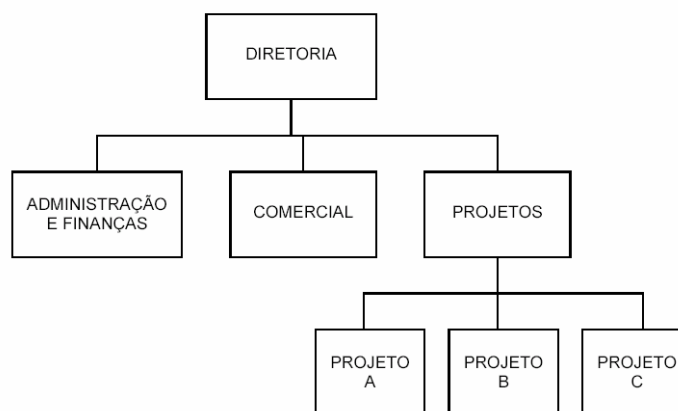 DIRETORIA
ADMINISTRAÇÃO
E FINANÇAS
COMERCIAL
PROJETOS
PROJETO
A
PROJETO
B
PROJETO
C